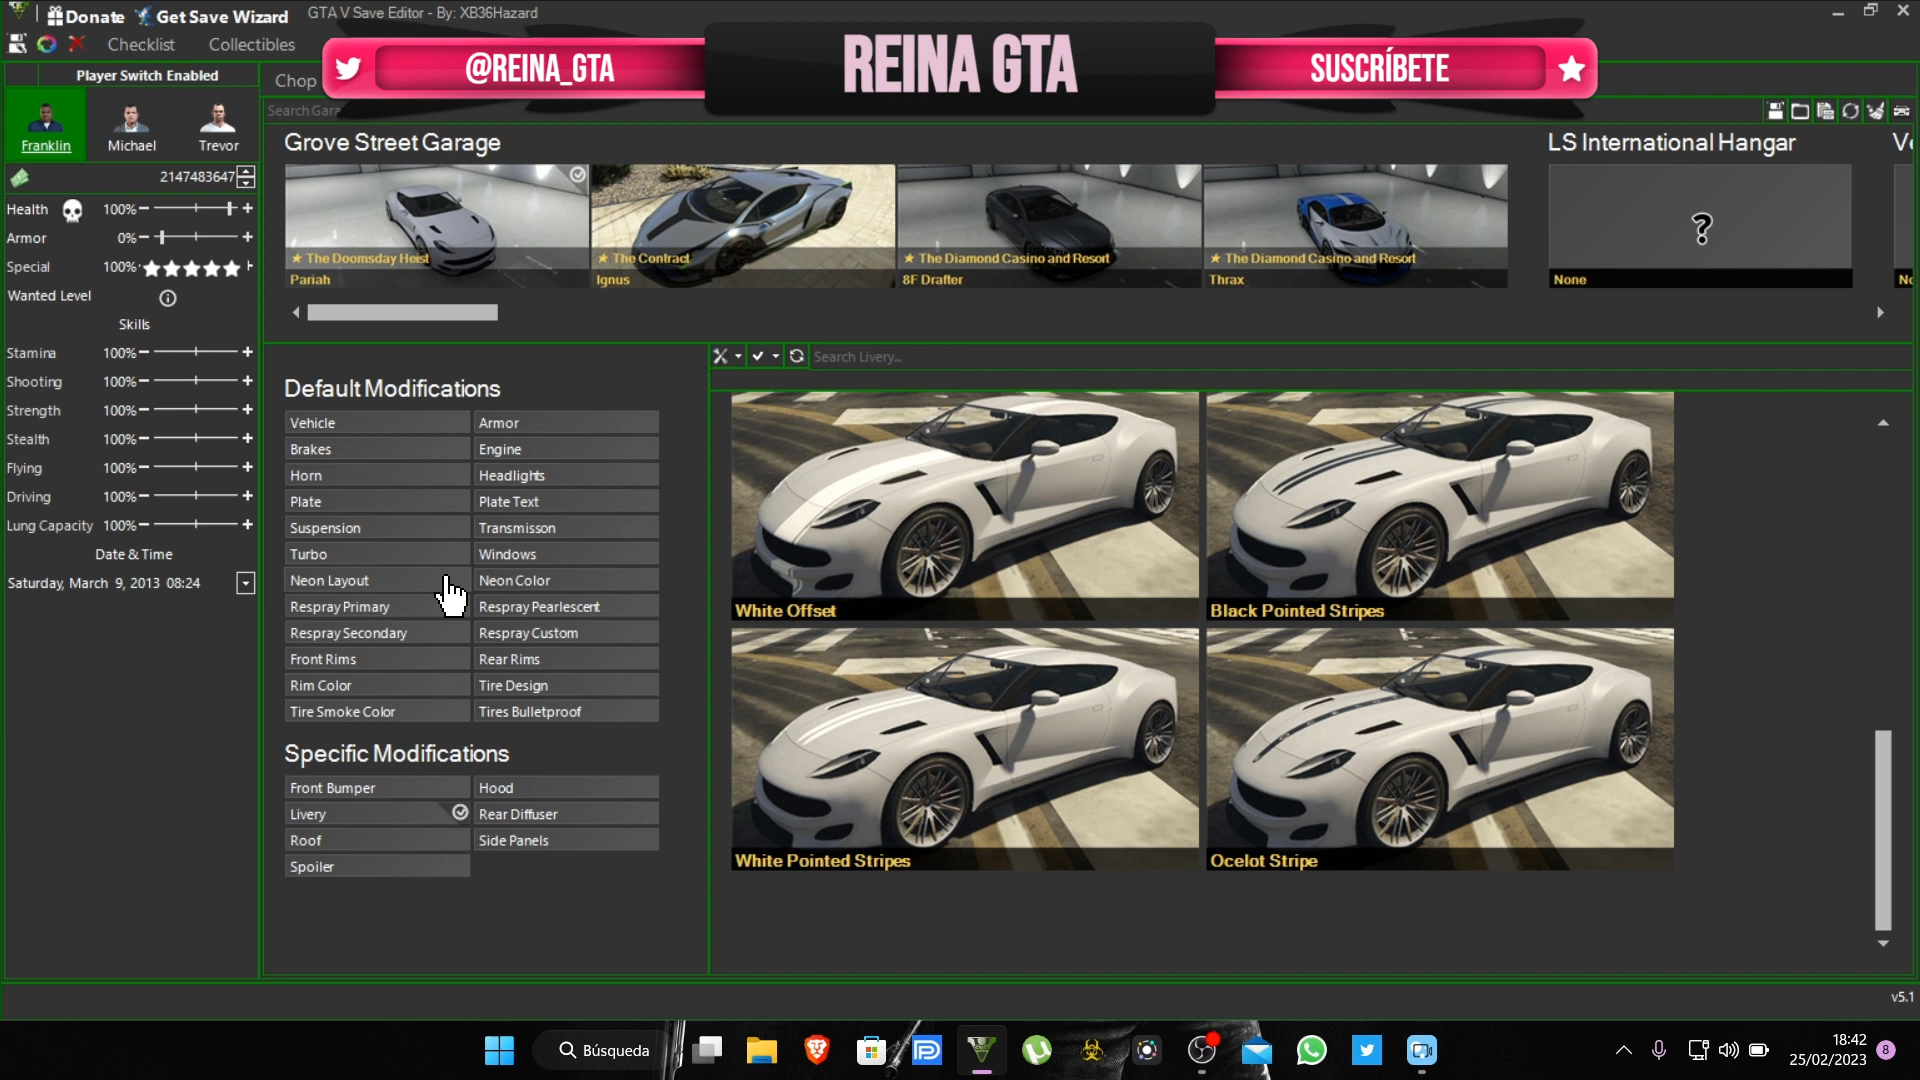 Donate
Get Save Wizard
GTA V Save Editor - By: XB36Hazard
Checklist
Collectibles
@REINA_GTA
REINA GTA
SUSCRÍBETE
Player Switch Enabled
Chop
Search Gara
Franklin
Michael
Trevor
2147483647
Health 100%
Armor 0%
Special 100%
Wanted Level
Skills
Stamina 100%
Shooting 100%
Strength 100%
Stealth 100%
Flying 100%
Driving 100%
Lung Capacity 100%
Date & Time
Saturday, March 9, 2013 08:24
Grove Street Garage
LS International Hangar
★ The Doomsday Heist
Pariah
★ The Contract
Ignus
★ The Diamond Casino and Resort
8F Drafter
★ The Diamond Casino and Resort
Thrax
?
None
Search Livery...
Default Modifications
Vehicle
Armor
Brakes
Engine
Horn
Headlights
Plate
Plate Text
Suspension
Transmisson
Turbo
Windows
Neon Layout
Neon Color
Respray Primary
Respray Pearlescent
Respray Secondary
Respray Custom
Front Rims
Rear Rims
Rim Color
Tire Design
Tire Smoke Color
Tires Bulletproof
Specific Modifications
Front Bumper
Hood
Livery
Rear Diffuser
Roof
Side Panels
Spoiler
White Offset
Black Pointed Stripes
White Pointed Stripes
Ocelot Stripe
v5.1
Búsqueda
18:42
25/02/2023
8